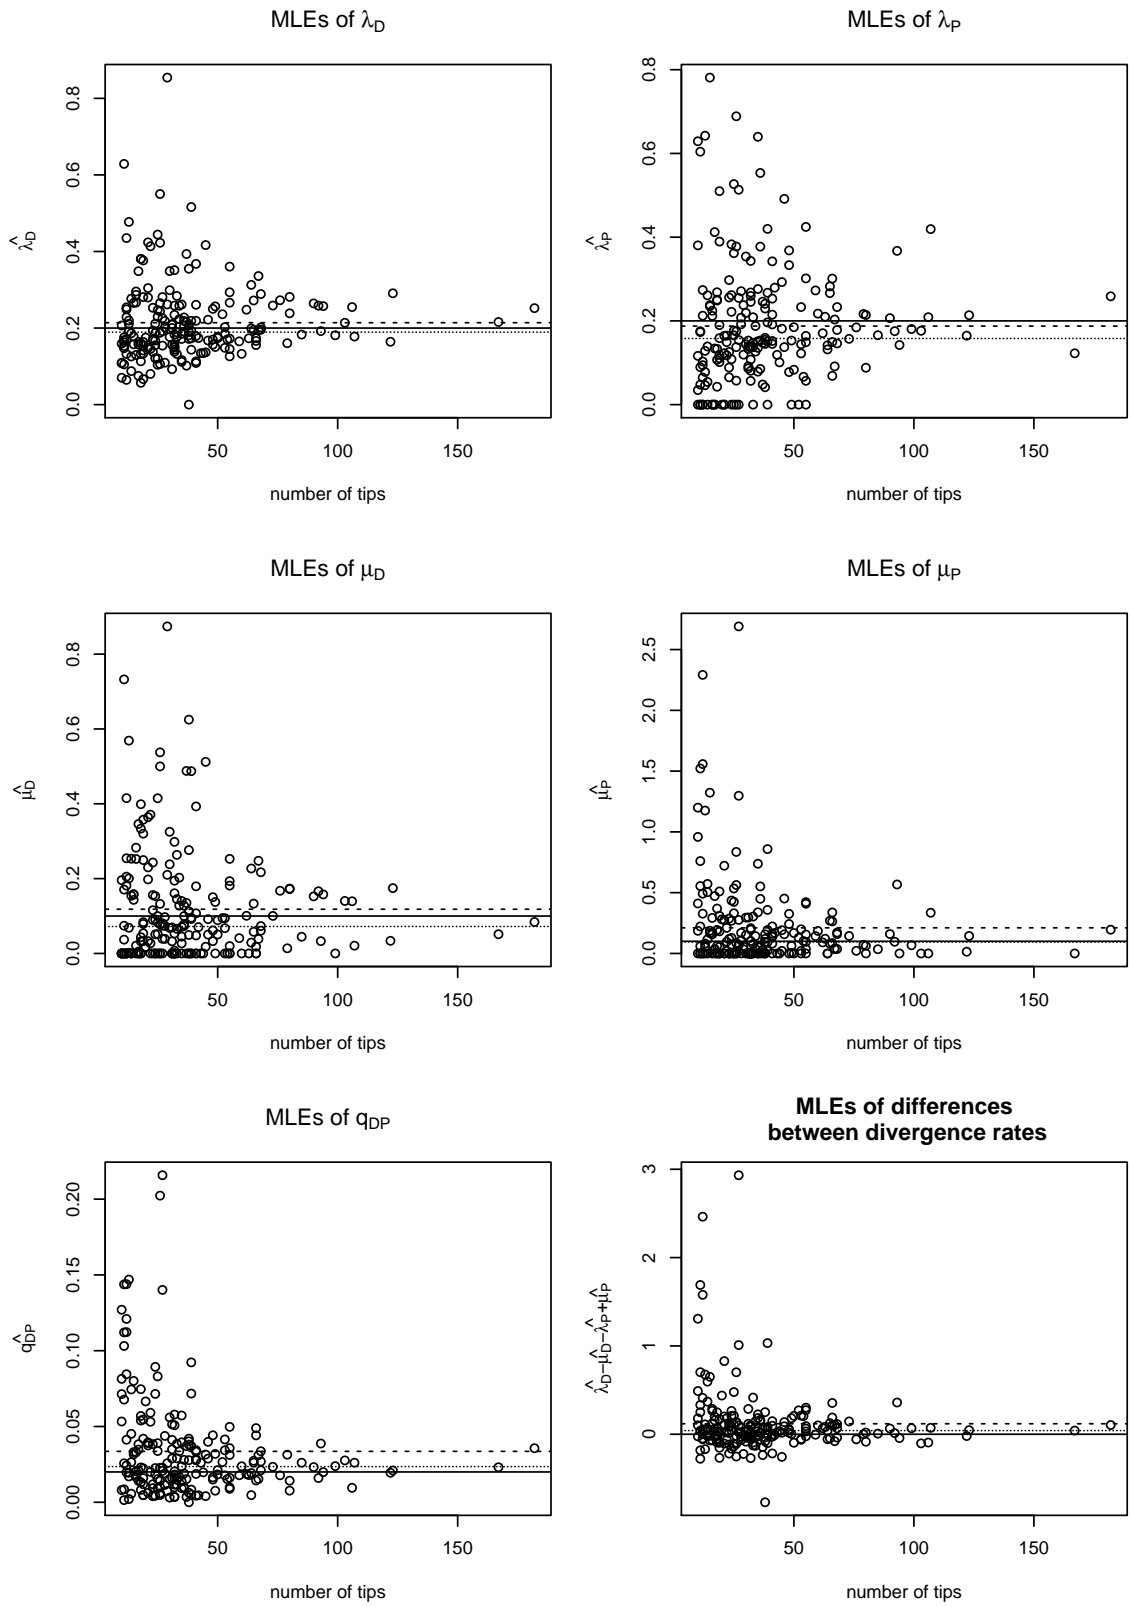 MLEs of λD
0.0 0.2 0.4 0.6 0.8
λ̂D
50 100 150
number of tips
MLEs of λP
0.0 0.2 0.4 0.6 0.8
λ̂P
50 100 150
number of tips
MLEs of μD
0.0 0.2 0.4 0.6 0.8
μ̂D
50 100 150
number of tips
MLEs of μP
0.0 0.5 1.0 1.5 2.0 2.5
μ̂P
50 100 150
number of tips
MLEs of qDP
0.00 0.05 0.10 0.15 0.20
q̂DP
50 100 150
number of tips
MLEs of differences
between divergence rates
0 1 2 3
λ̂D−μ̂D−λ̂P+μ̂P
50 100 150
number of tips